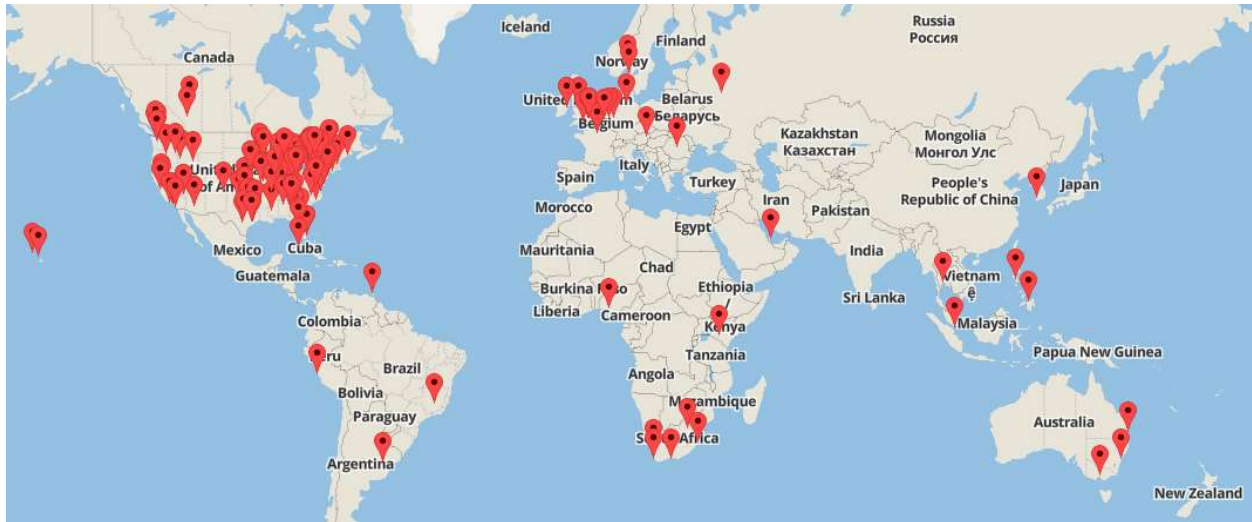 Iceland
Russia
Россия
Finland
Canada
Norway
United
Belarus
Беларусь
Belgium
Kazakhstan
Казахстан
Mongolia
Монгол Улс
Italy
Spain
Turkey
People's
Republic of China
Japan
Morocco
Iran
Pakistan
Egypt
India
Mexico
Cuba
Mauritania
Guatemala
Chad
Burkina
Ethiopia
Vietnam
Sri Lanka
Liberia
Cameroon
Colombia
Kenya
Malaysia
Tanzania
Papua New Guinea
Brazil
Angola
Bolivia
Mozambique
Paraguay
Australia
Argentina
New Zealand